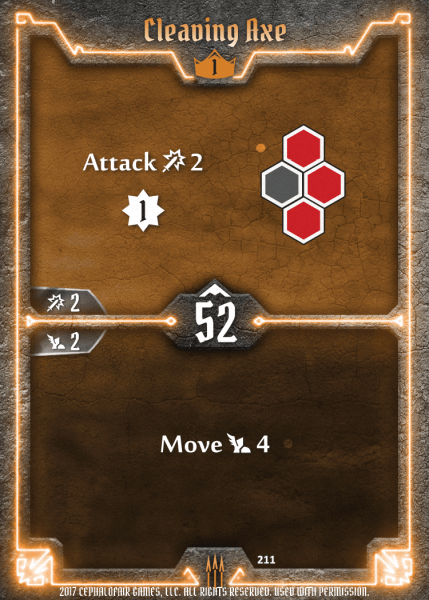 Cleaving Axe
1
Attack 2
1
2
52
2
Move 4
211
2017 CEPHALOFAIR GAMES, LLC. ALL RIGHTS RESERVED. USED WITH PERMISSION.